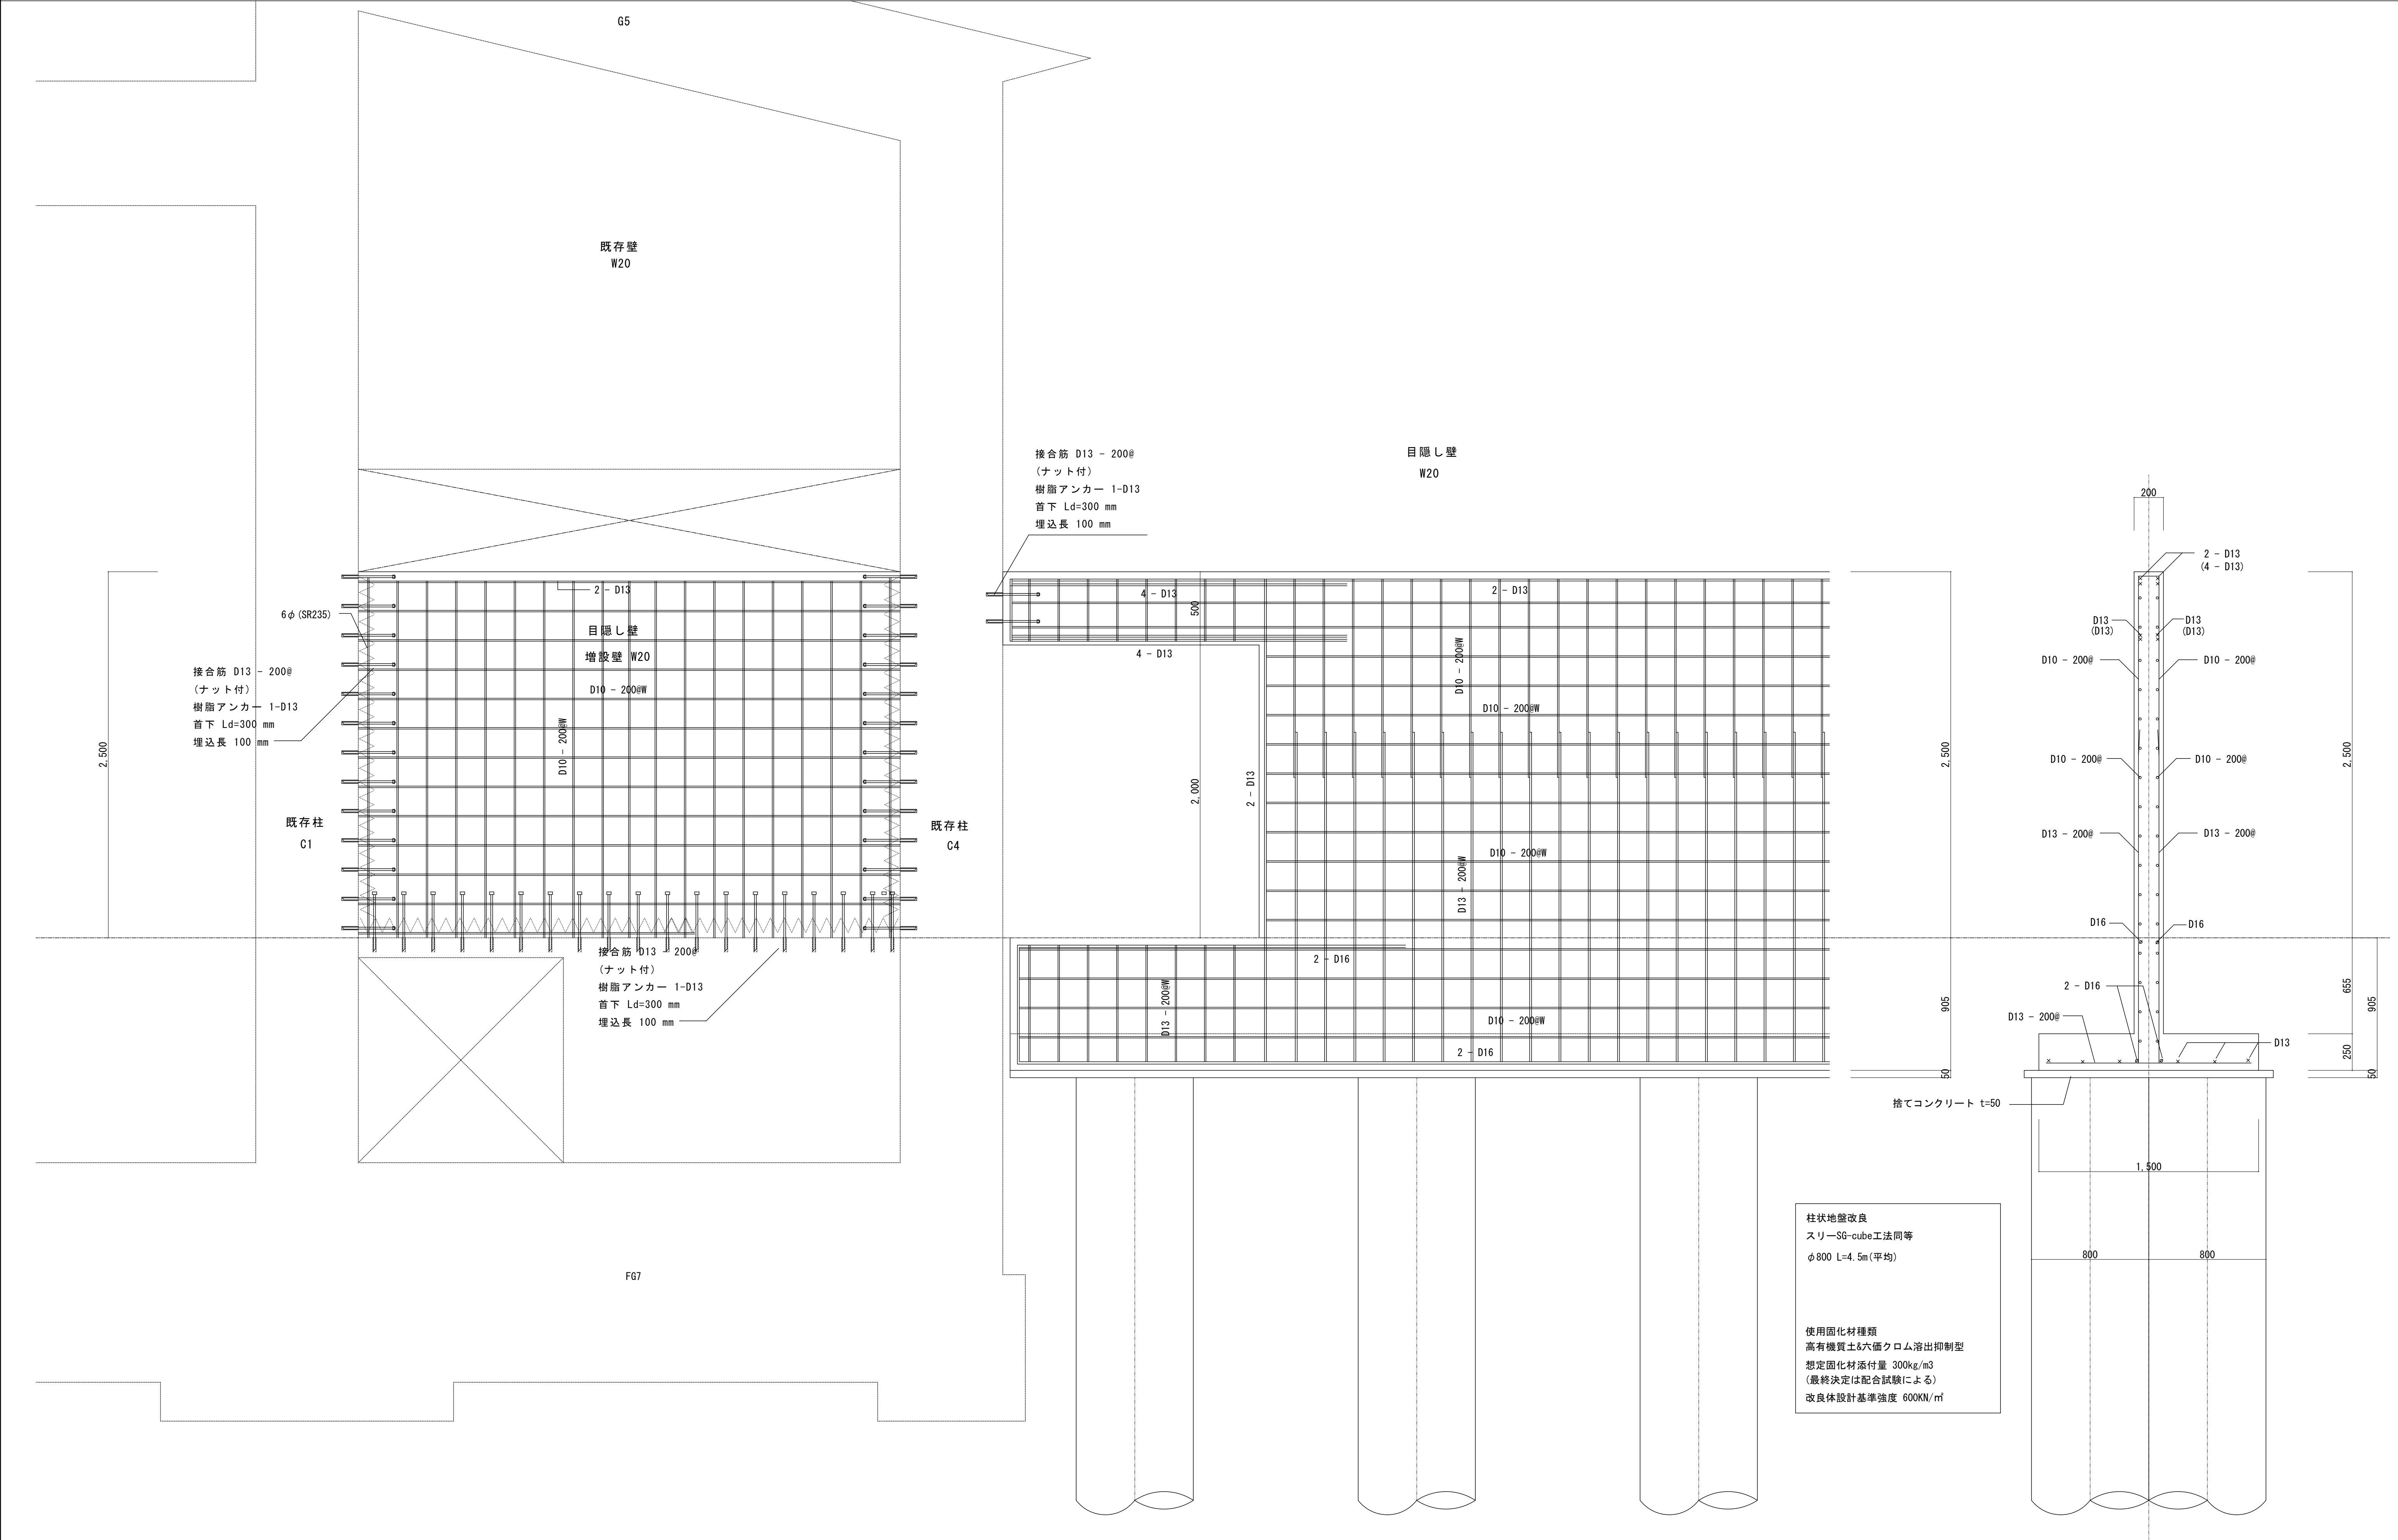 G5
既存壁
W20
2,500
6φ(SR235)
2 - D13
目隠し壁
増設壁 W20
D10 - 200@W
D10 - 200@W
接合筋 D13 - 200@
(ナット付)
樹脂アンカー 1-D13
首下 Ld=300 mm
埋込長 100 mm
既存柱
C1
既存柱
C4
接合筋 D13 - 200@
(ナット付)
樹脂アンカー 1-D13
首下 Ld=300 mm
埋込長 100 mm
FG7
接合筋 D13 - 200@
(ナット付)
樹脂アンカー 1-D13
首下 Ld=300 mm
埋込長 100 mm
目隠し壁
W20
4 - D13
500
2 - D13
4 - D13
D10 - 200@W
D10 - 200@W
2,000
2 - D13
D10 - 200@W
D13 - 200@W
2 - D16
D13 - 200@W
D10 - 200@W
2 - D16
2,500
905
50
200
2 - D13
(4 - D13)
D13
(D13)
D13
(D13)
D10 - 200@
D10 - 200@
D10 - 200@
D10 - 200@
D13 - 200@
D13 - 200@
D16
D16
2 - D16
D13 - 200@
D13
捨てコンクリート t=50
2,500
655
905
250
50
1,500
800
800
柱状地盤改良
スリーSG-cube工法同等
φ800 L=4.5m(平均)
使用固化材種類
高有機質土&六価クロム溶出抑制型
想定固化材添付量 300kg/m3
(最終決定は配合試験による)
改良体設計基準強度 600KN/㎡